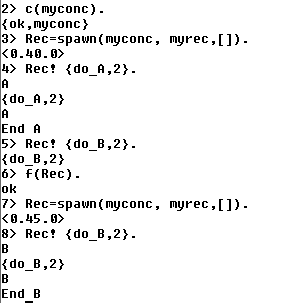 2> c(myconc).
{ok,myconc}
3> Rec=spawn(myconc, myrec,[]).
<0.40.0>
4> Rec! {do_A,2}.
A
{do_A,2}
A
End A
5> Rec! {do_B,2}.
{do_B,2}
6> f(Rec).
ok
7> Rec=spawn(myconc, myrec,[]).
<0.45.0>
8> Rec! {do_B,2}.
B
{do_B,2}
B
End_B